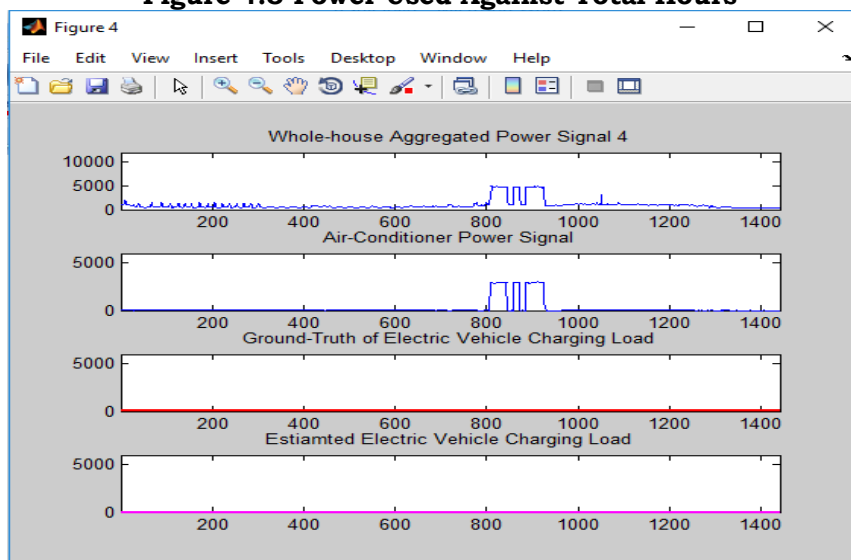 Figure 4.8 Power Used Against Total Hours
Figure 4
File Edit View Insert Tools Desktop Window Help
Whole-house Aggregated Power Signal 4
10000
5000
0
200 400 600 800 1000 1200 1400
Air-Conditioner Power Signal
5000
0
200 400 600 800 1000 1200 1400
Ground-Truth of Electric Vehicle Charging Load
5000
0
200 400 600 800 1000 1200 1400
Estiamted Electric Vehicle Charging Load
5000
0
200 400 600 800 1000 1200 1400